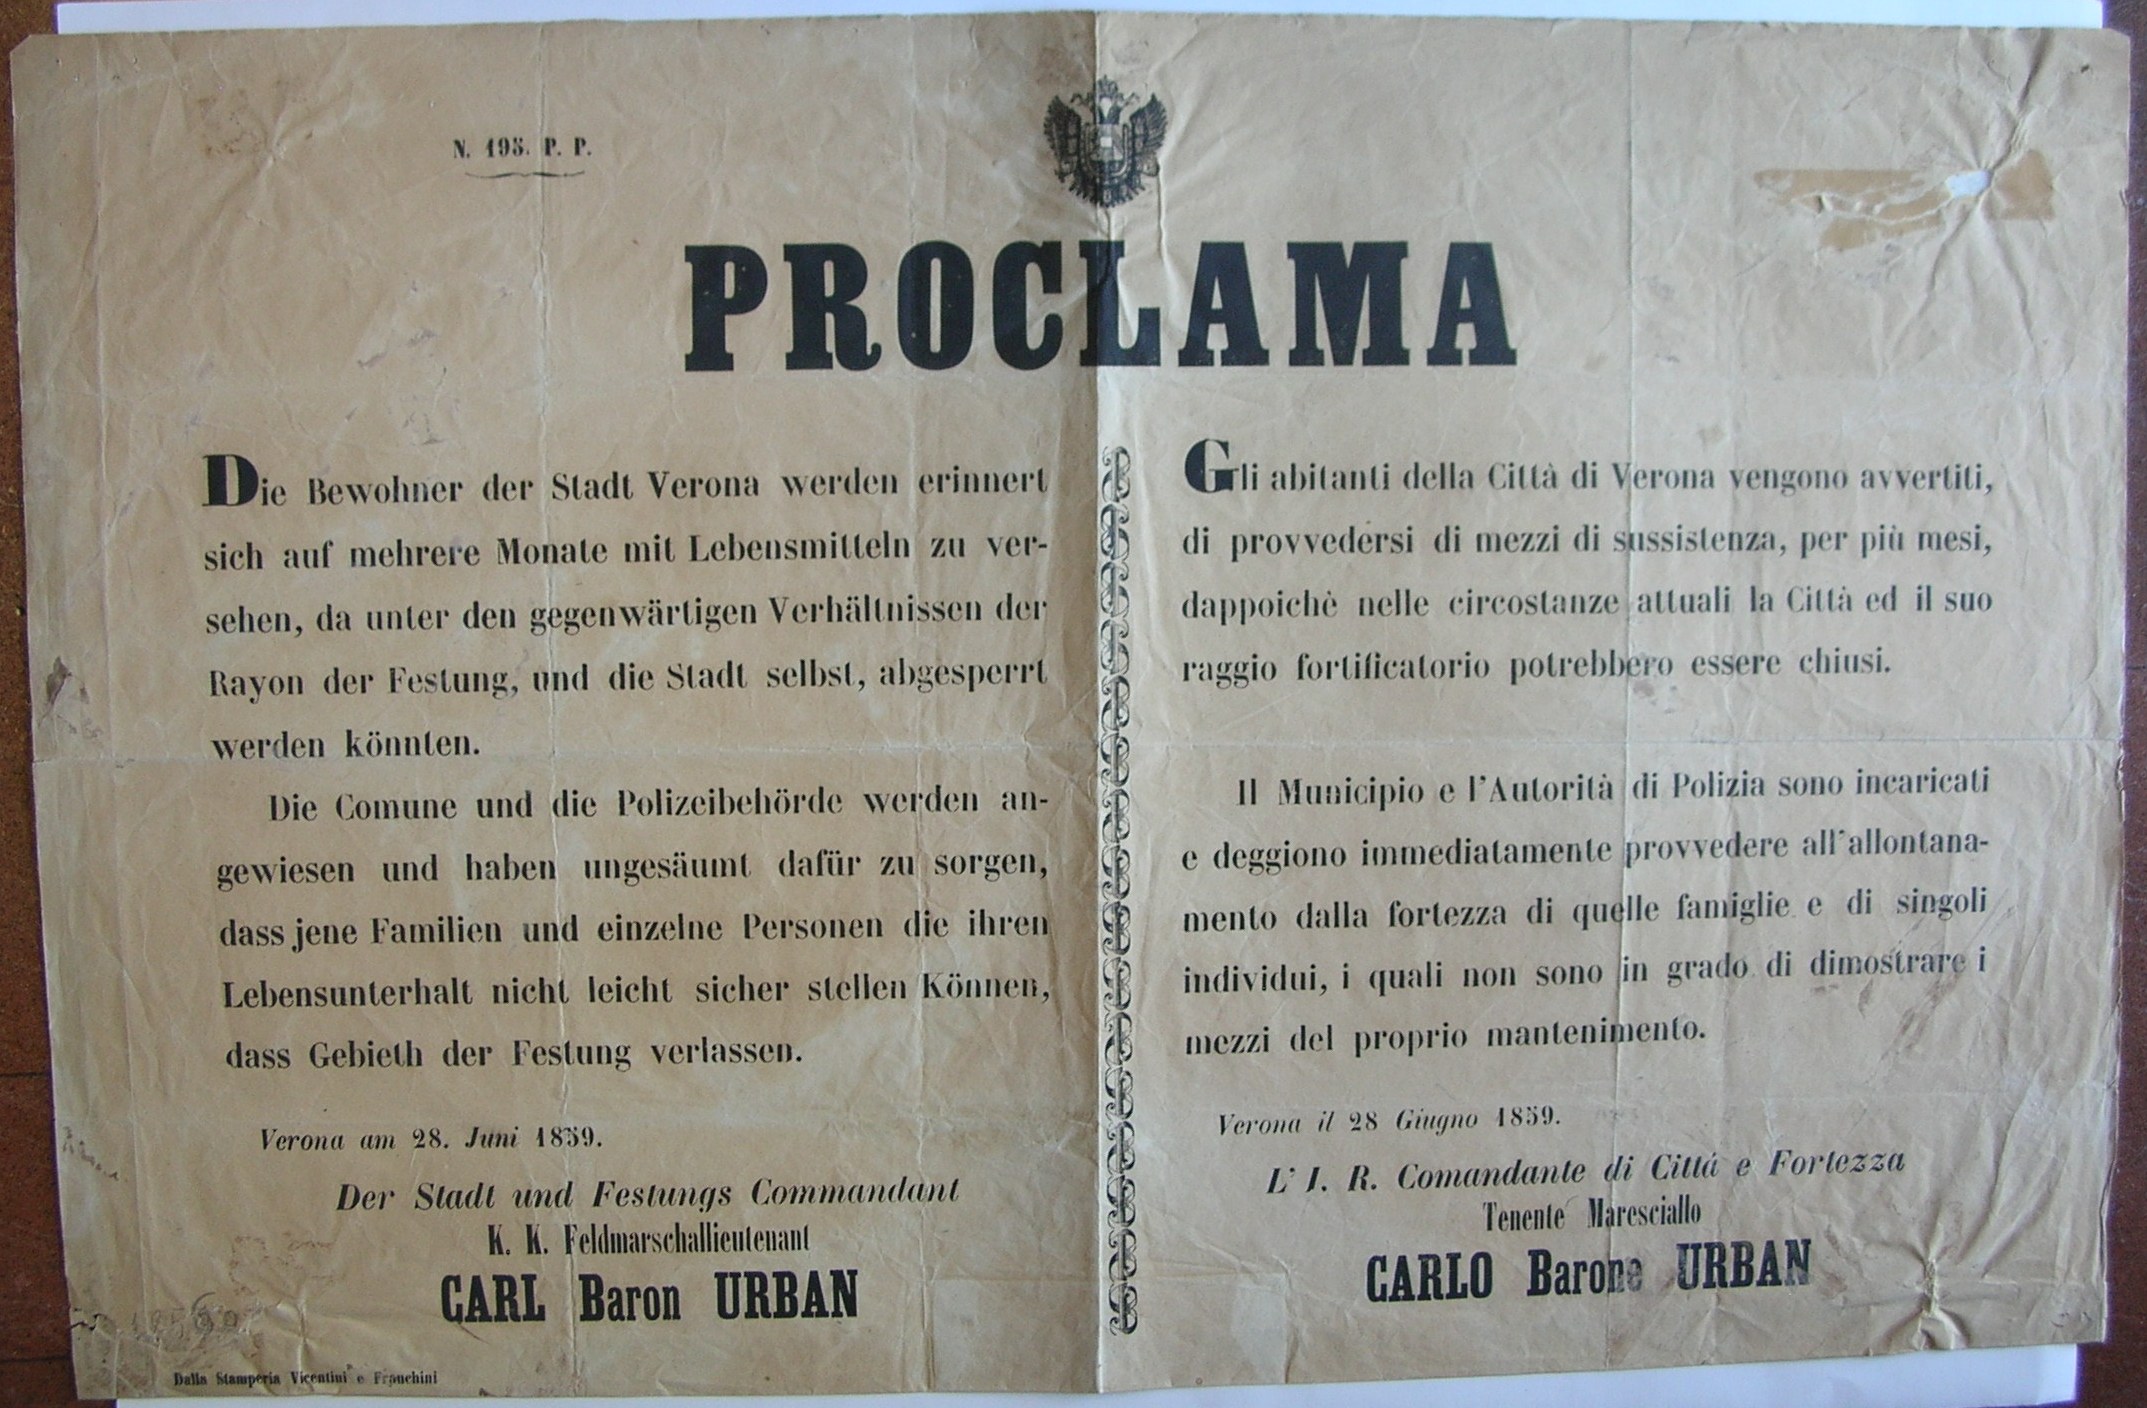 N. 195. P. P.
PROCLAMA
Die Bewohner der Stadt Verona werden erinnert
sich auf mehrere Monate mit Lebensmitteln zu ver-
sehen, da unter den gegenwärtigen Verhältnissen der
Rayon der Festung, und die Stadt selbst, abgesperrt
werden könnten.
Die Comune und die Polizeibehörde werden an-
gewiesen und haben ungesäumt dafür zu sorgen,
dass jene Familien und einzelne Personen die ihren
Lebensunterhalt nicht leicht sicher stellen Können,
dass Gebieth der Festung verlassen.
Verona am 28. Juni 1859.
Der Stadt und Festungs Commandant
K. K. Feldmarschallieutenant
CARL Baron URBAN
Gli abitanti della Città di Verona vengono avvertiti,
di provvedersi di mezzi di sussistenza, per più mesi,
dappoichè nelle circostanze attuali la Città ed il suo
raggio fortificatorio potrebbero essere chiusi.
Il Municipio e l'Autorità di Polizia sono incaricati
e deggiono immediatamente provvedere all'allontana-
mento dalla fortezza di quelle famiglie e di singoli
individui, i quali non sono in grado di dimostrare i
mezzi del proprio mantenimento.
Verona il 28 Giugno 1859.
L' I. R. Comandante di Città e Fortezza
Tenente Maresciallo
CARLO Barone URBAN
Dalla Stamperia Vicentini e Franchini